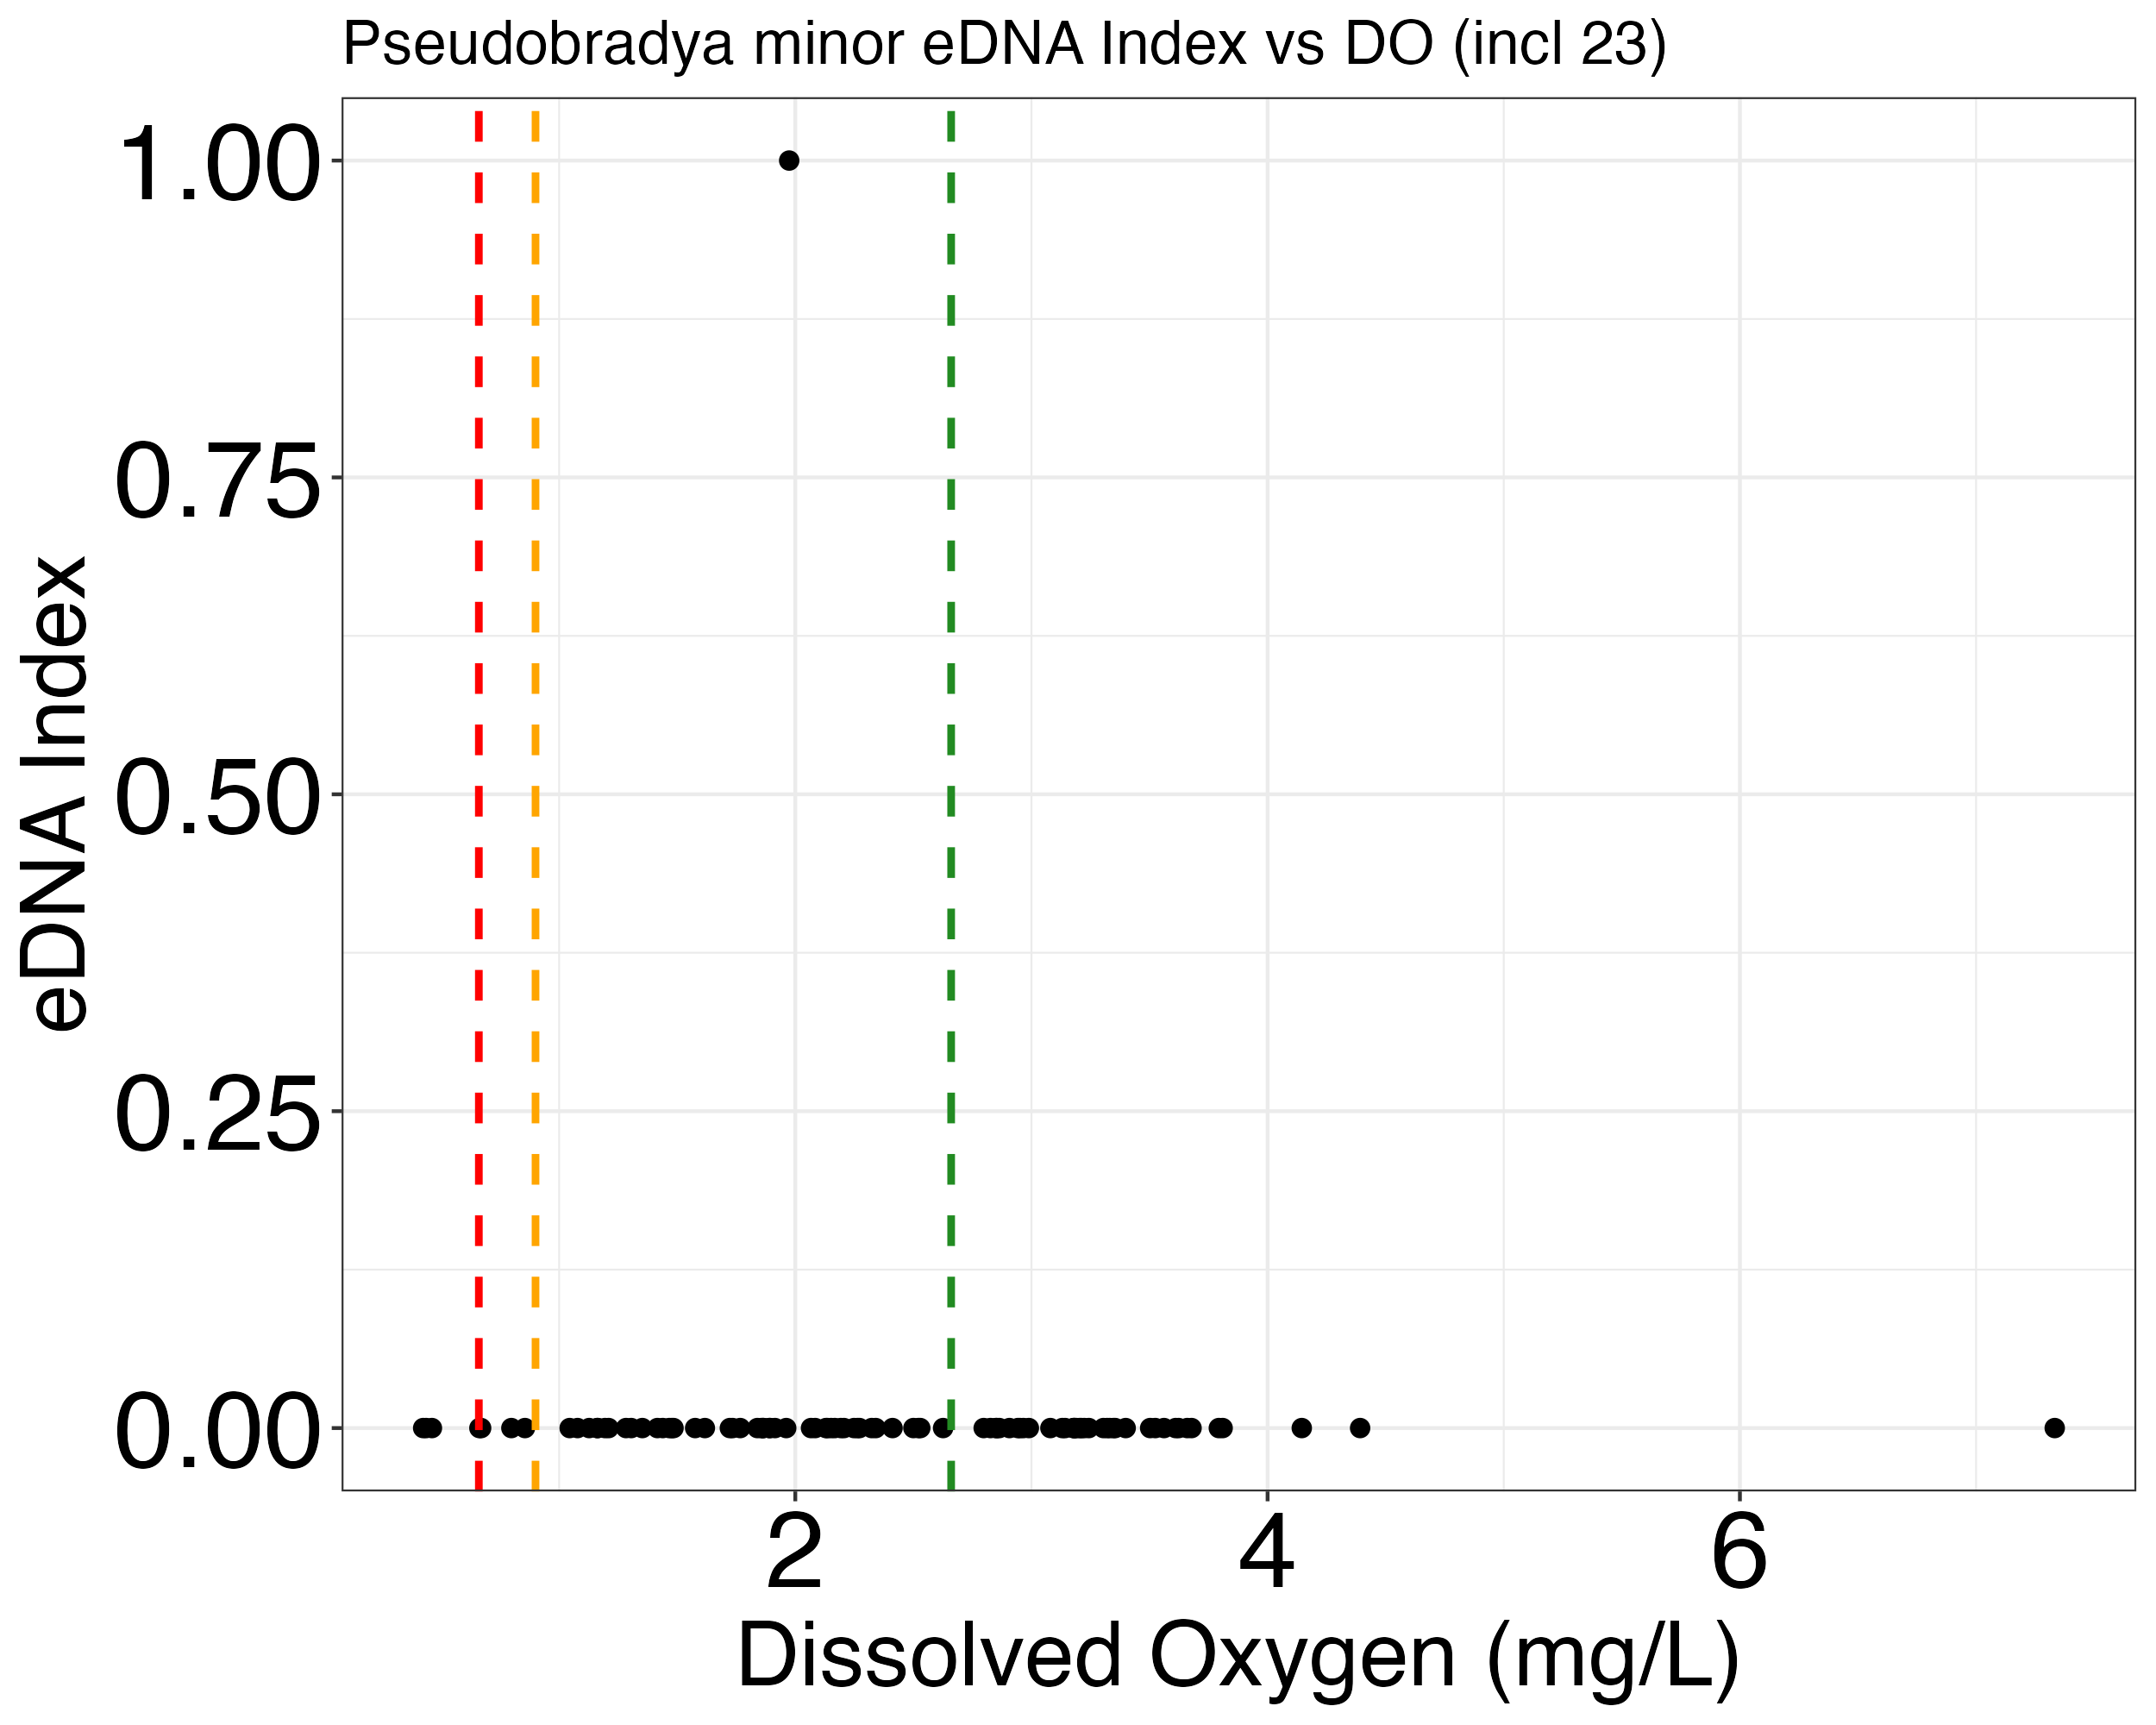 Pseudobradya minor eDNA Index vs DO (incl 23)
1.00
0.75
0.50
0.25
0.00
eDNA Index
2 4 6
Dissolved Oxygen (mg/L)